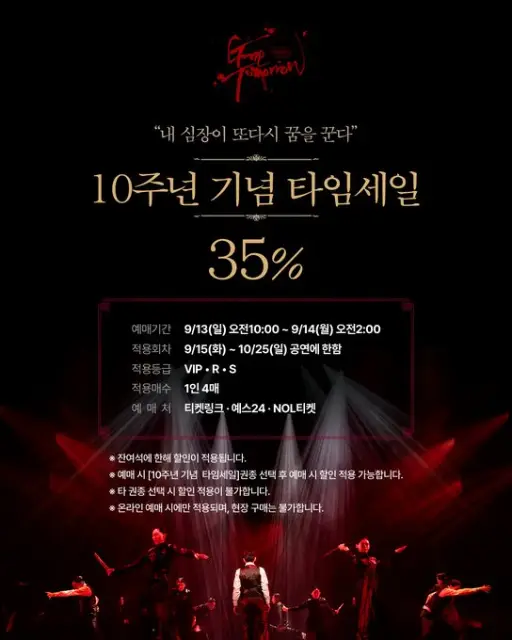 Gone Tomorrow
“내 심장이 또다시 꿈을 꾼다”
10주년 기념 타임세일
35%
예매기간 9/13(일) 오전10:00 ~ 9/14(월) 오전2:00
적용회차 9/15(화) ~ 10/25(일) 공연에 한함
적용등급 VIP • R • S
적용매수 1인 4매
예 매 처 티켓링크 · 예스24 · NOL티켓
※ 잔여석에 한해 할인이 적용됩니다.
※ 예매 시 [10주년 기념 타임세일]권종 선택 후 예매 시 할인 적용 가능합니다.
※ 타 권종 선택 시 할인 적용이 불가합니다.
※ 온라인 예매 시에만 적용되며, 현장 구매는 불가합니다.